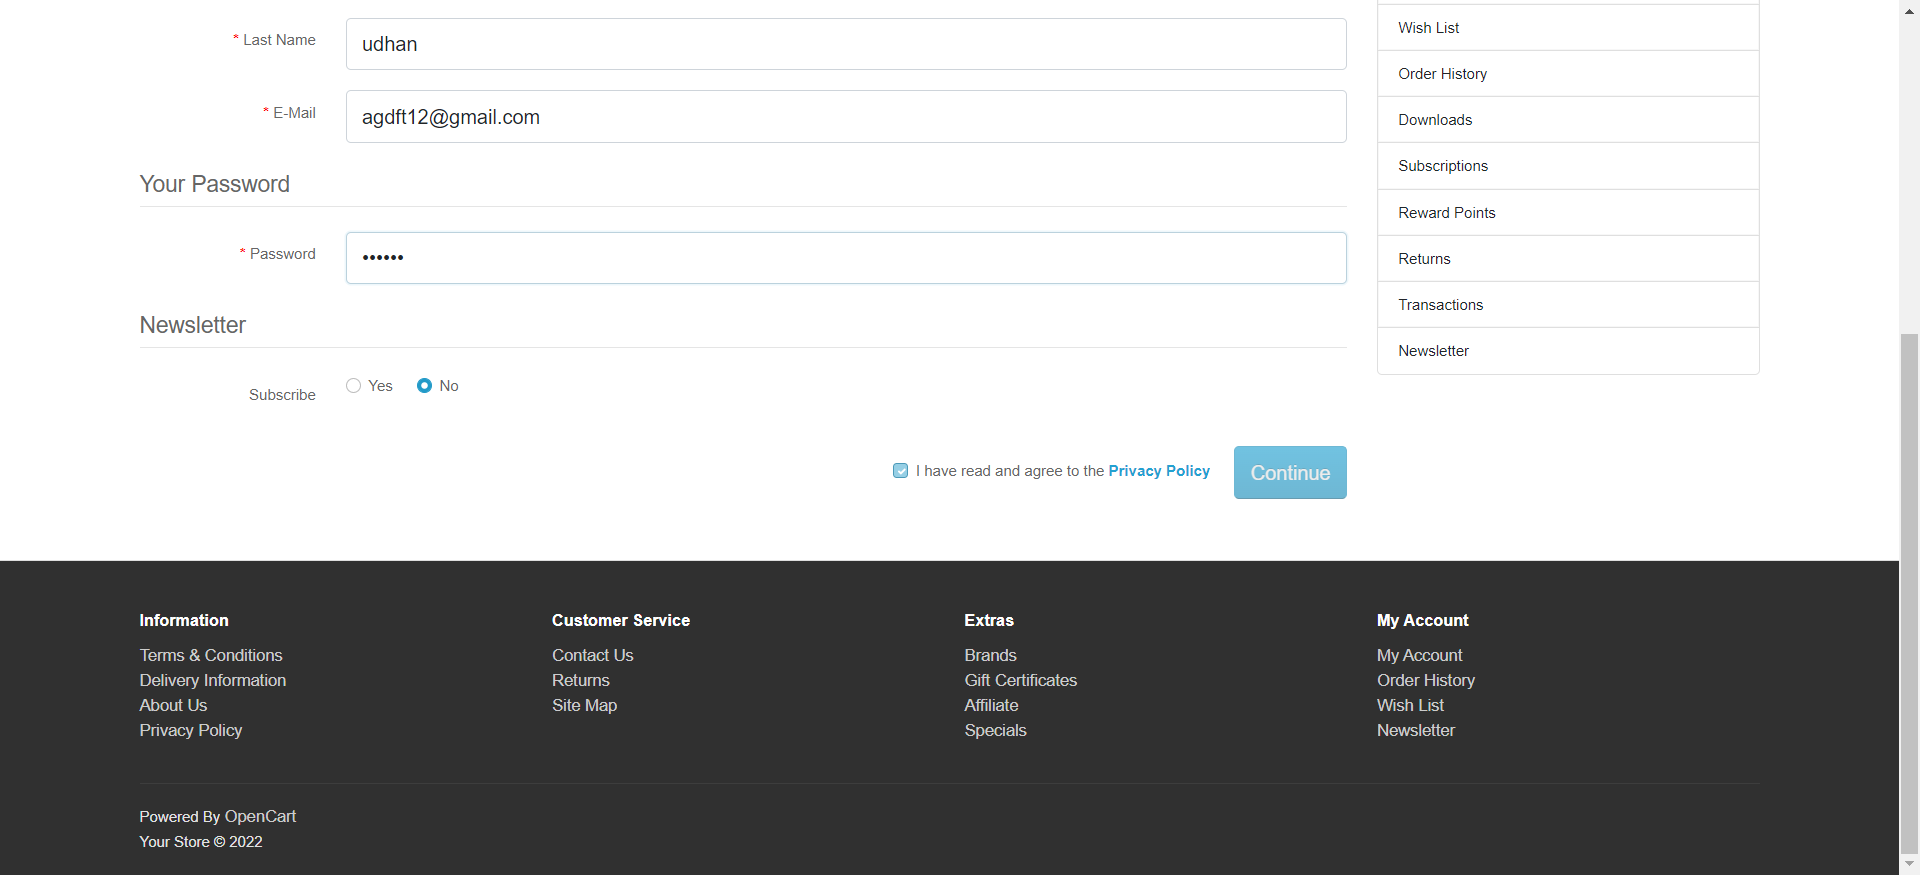 * Last Name
udhan
* E-Mail
agdft12@gmail.com
Your Password
* Password
••••••
Newsletter
Subscribe
Yes
No
I have read and agree to the Privacy Policy
Continue
Wish List
Order History
Downloads
Subscriptions
Reward Points
Returns
Transactions
Newsletter
Information
Terms & Conditions
Delivery Information
About Us
Privacy Policy
Customer Service
Contact Us
Returns
Site Map
Extras
Brands
Gift Certificates
Affiliate
Specials
My Account
My Account
Order History
Wish List
Newsletter
Powered By OpenCart
Your Store © 2022